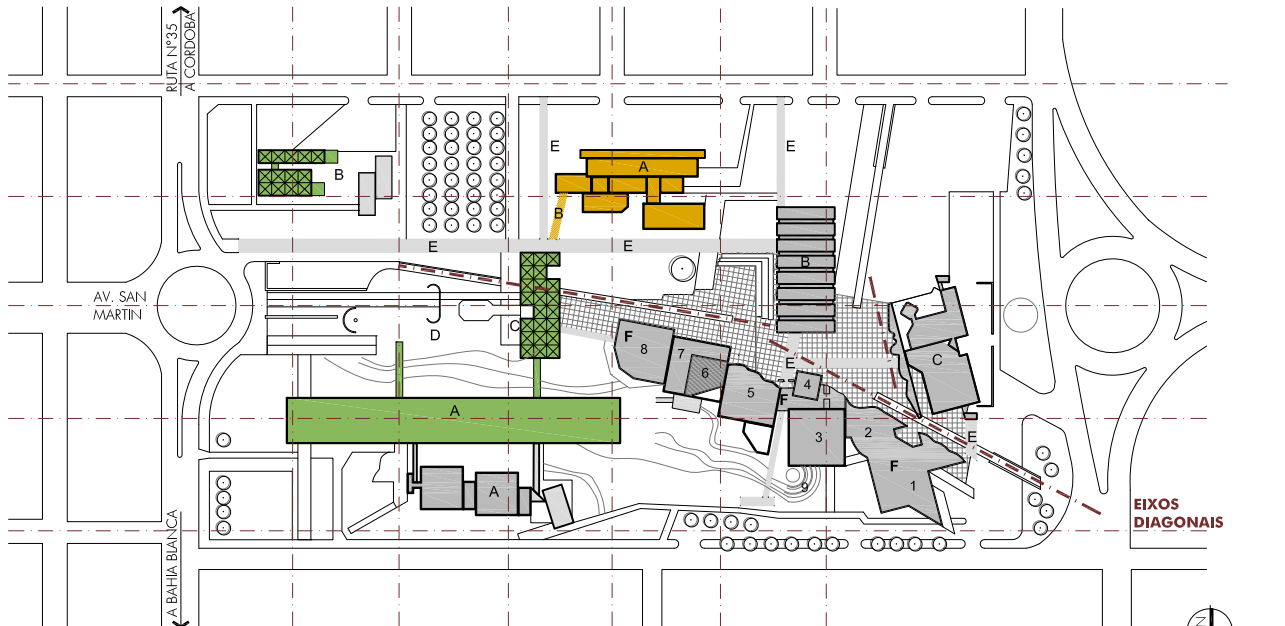 RUTA Nº35
A CORDOBA
E
E
A
B
B
E
E
B
AV. SAN
MARTIN
C
D
F
8
7
6
5
E
4
F
3
2
C
E
F
1
9
A
A
EIXOS
DIAGONAIS
A BAHIA BLANCA
N